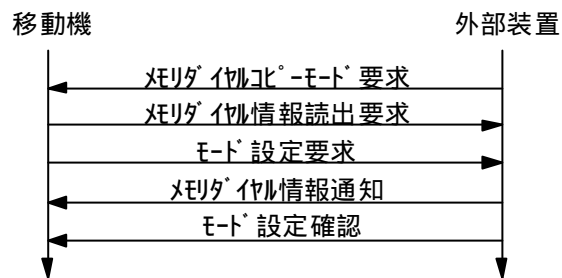 移動機 外部装置
ﾒﾓﾘﾀﾞｲﾔﾙｺﾋﾟｰﾓｰﾄﾞ要求
ﾒﾓﾘﾀﾞｲﾔﾙ情報読出要求
ﾓｰﾄﾞ設定要求
ﾒﾓﾘﾀﾞｲﾔﾙ情報通知
ﾓｰﾄﾞ設定確認